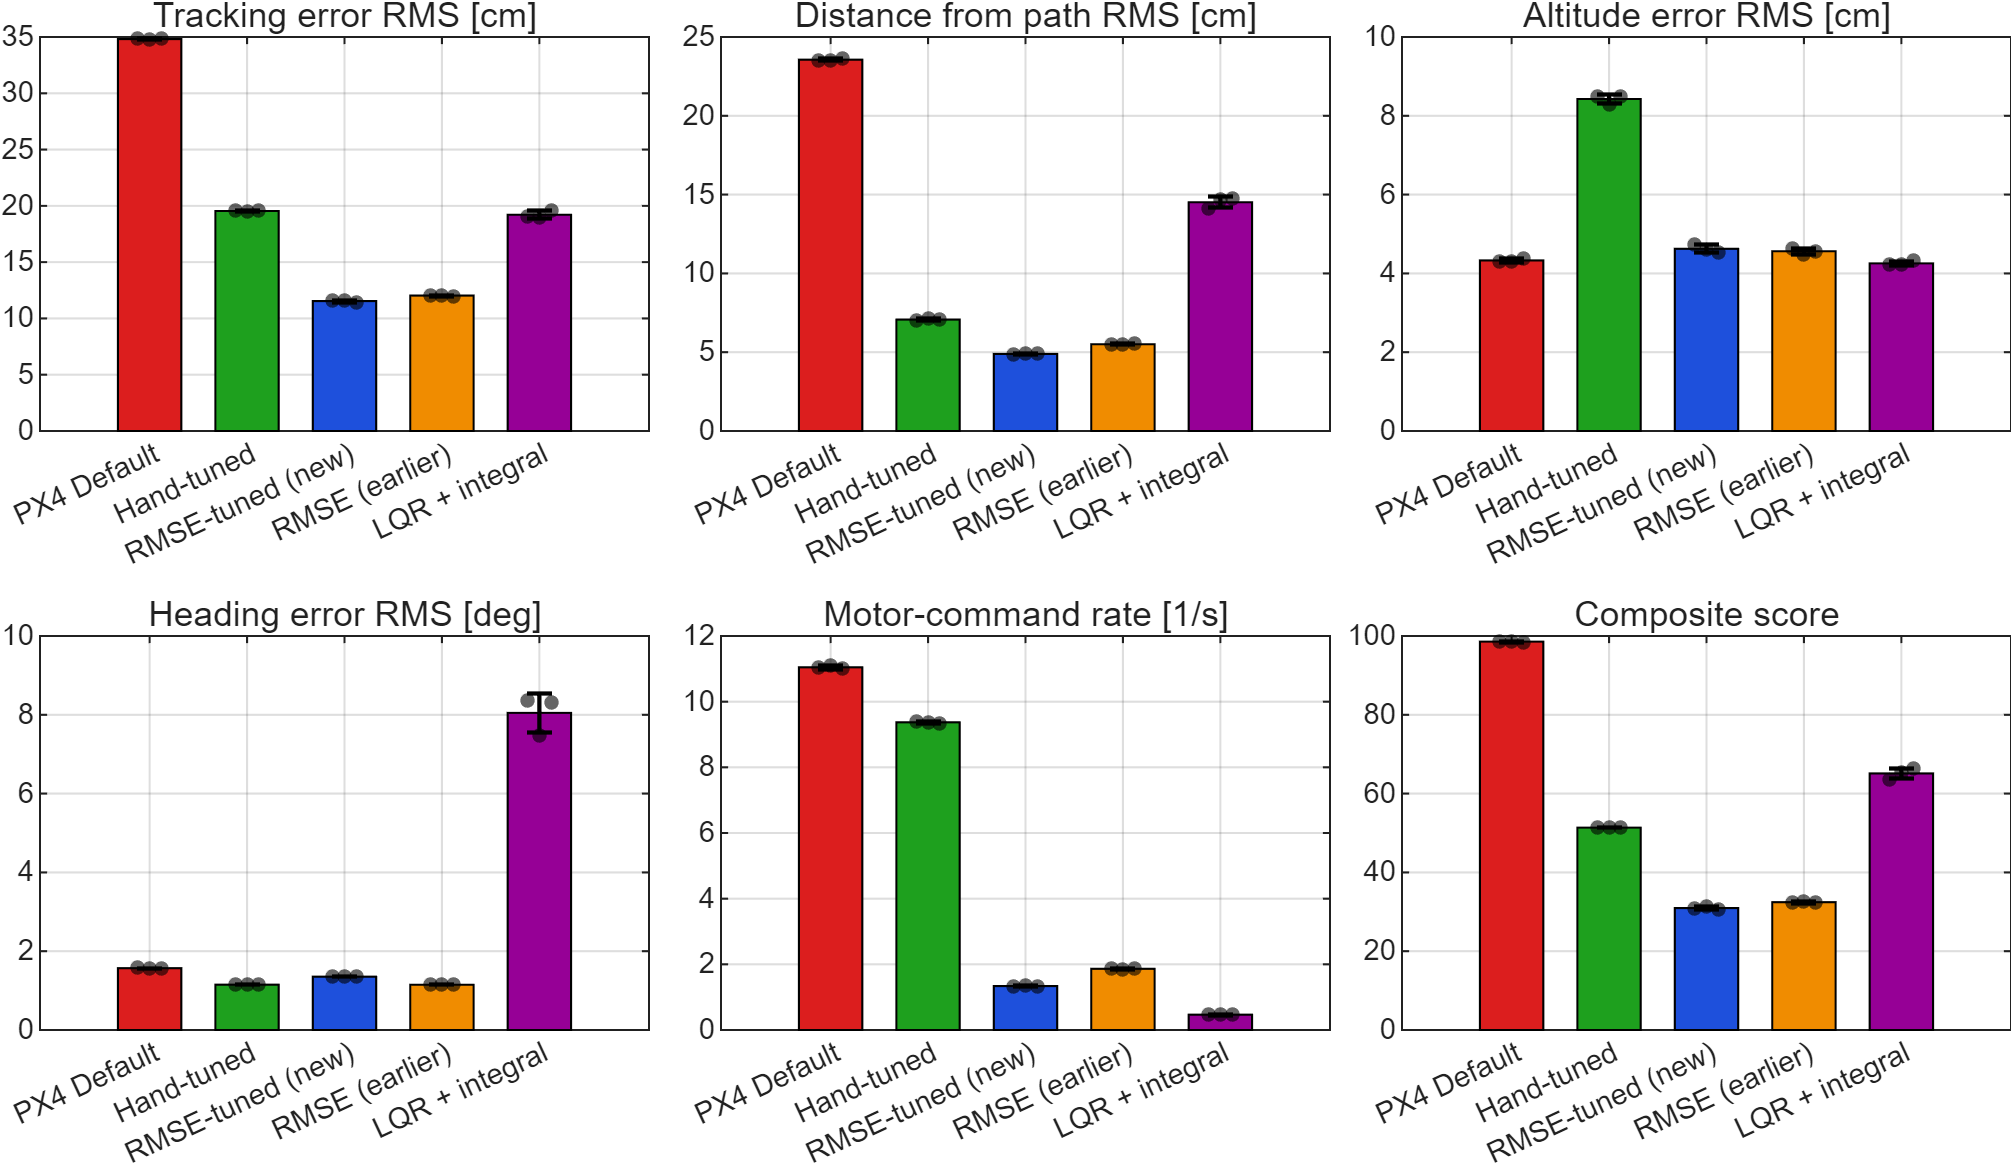 Tracking error RMS [cm]
35
30
25
20
15
10
5
0
PX4 Default
Hand-tuned
RMSE-tuned (new)
RMSE (earlier)
LQR + integral
Distance from path RMS [cm]
25
20
15
10
5
0
PX4 Default
Hand-tuned
RMSE-tuned (new)
RMSE (earlier)
LQR + integral
Altitude error RMS [cm]
10
8
6
4
2
0
PX4 Default
Hand-tuned
RMSE-tuned (new)
RMSE (earlier)
LQR + integral
Heading error RMS [deg]
10
8
6
4
2
0
PX4 Default
Hand-tuned
RMSE-tuned (new)
RMSE (earlier)
LQR + integral
Motor-command rate [1/s]
12
10
8
6
4
2
0
PX4 Default
Hand-tuned
RMSE-tuned (new)
RMSE (earlier)
LQR + integral
Composite score
100
80
60
40
20
0
PX4 Default
Hand-tuned
RMSE-tuned (new)
RMSE (earlier)
LQR + integral